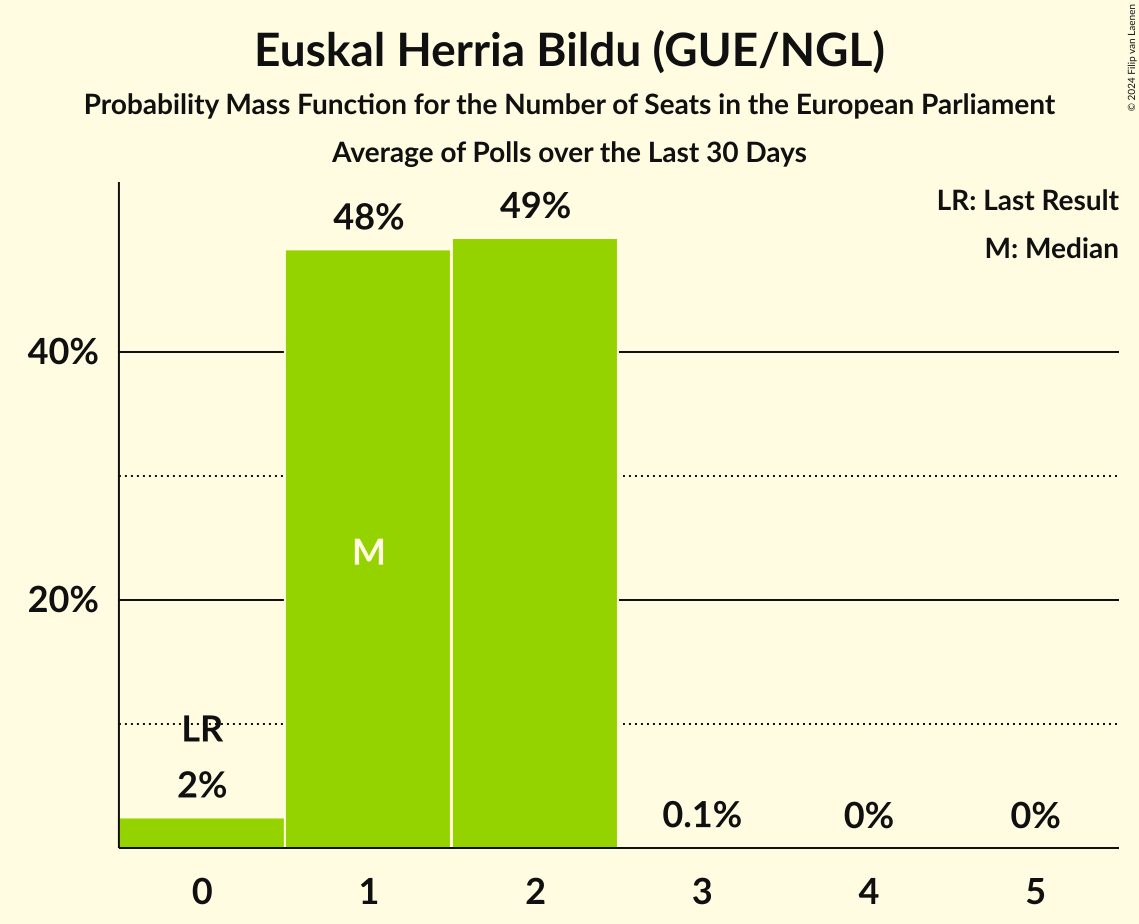 Euskal Herria Bildu (GUE/NGL)
Probability Mass Function for the Number of Seats in the European Parliament
Average of Polls over the Last 30 Days
© 2024 Filip van Laenen
LR: Last Result
M: Median
48%
49%
40%
M
20%
LR
2%
0.1%
0%
0%
0
1
2
3
4
5